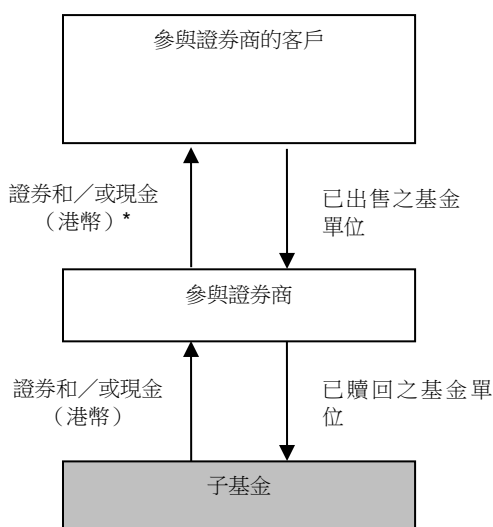 參與證券商的客戶
證券和／或現金
（港幣）*
已出售之基金
單位
參與證券商
證券和／或現金
（港幣）
已贖回之基金單
位
子基金